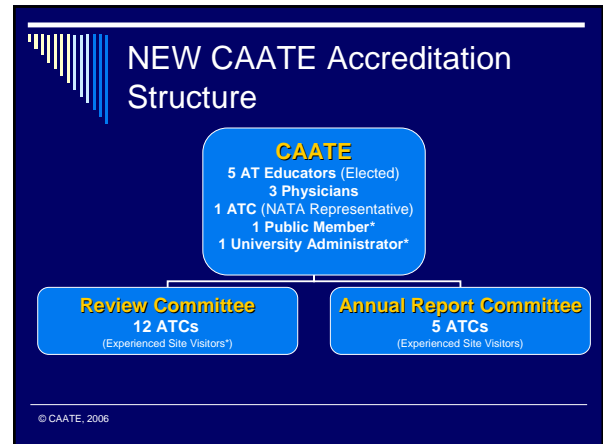 NEW CAATE Accreditation
Structure
CAATE
5 AT Educators (Elected)
3 Physicians
1 ATC (NATA Representative)
1 Public Member*
1 University Administrator*
Review Committee
12 ATCs
(Experienced Site Visitors*)
Annual Report Committee
5 ATCs
(Experienced Site Visitors)
© CAATE, 2006